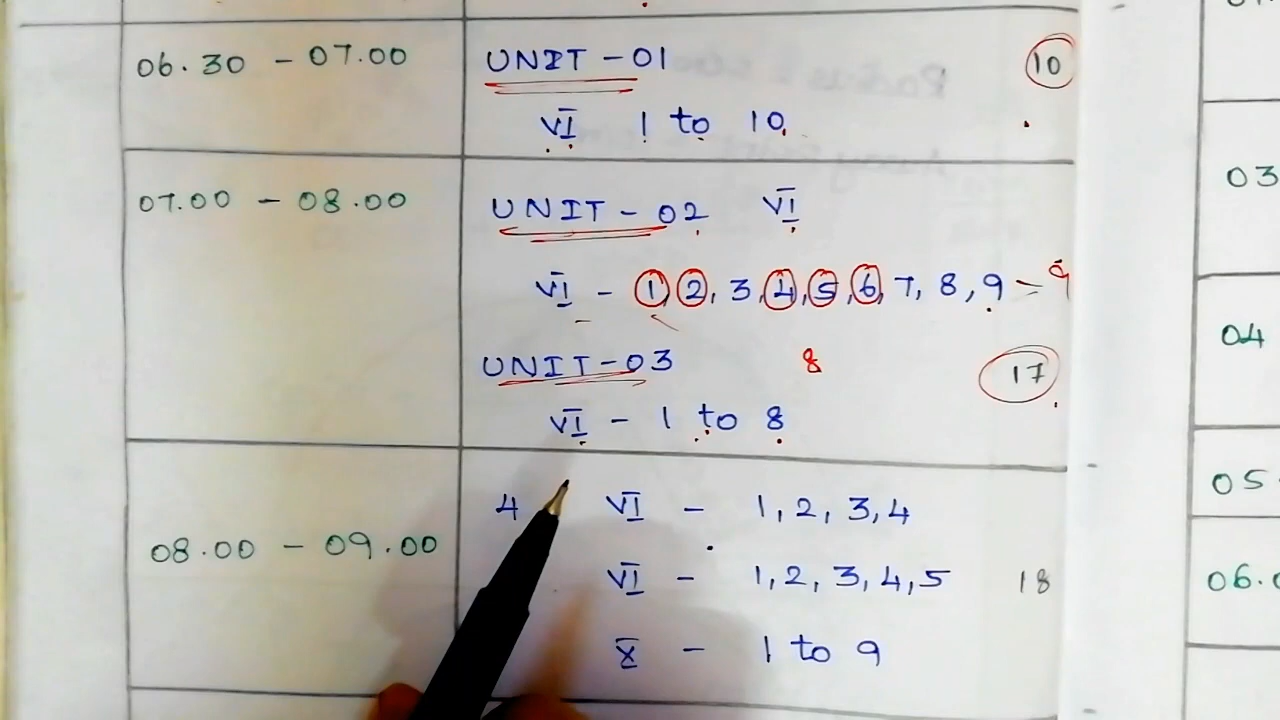 06.30 - 07.00 UNIT - 01 10
VI 1 to 10
07.00 - 08.00 UNIT - 02 VI
VI - 1, 2, 3, 4, 5, 6, 7, 8, 9 - 9
UNIT - 03 8 17
VI - 1 to 8
4 VI - 1, 2, 3, 4
08.00 - 09.00 VI - 1, 2, 3, 4, 5 18
X - 1 to 9
03
04
05
06.0